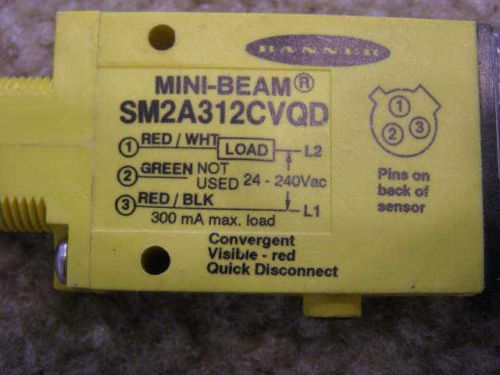 BANNER
MINI-BEAM®
SM2A312CVQD
1 RED / WHT LOAD L2
2 GREEN NOT USED 24 - 240Vac
3 RED / BLK L1
300 mA max. load
Convergent
Visible - red
Quick Disconnect
1
2 3
Pins on
back of
sensor